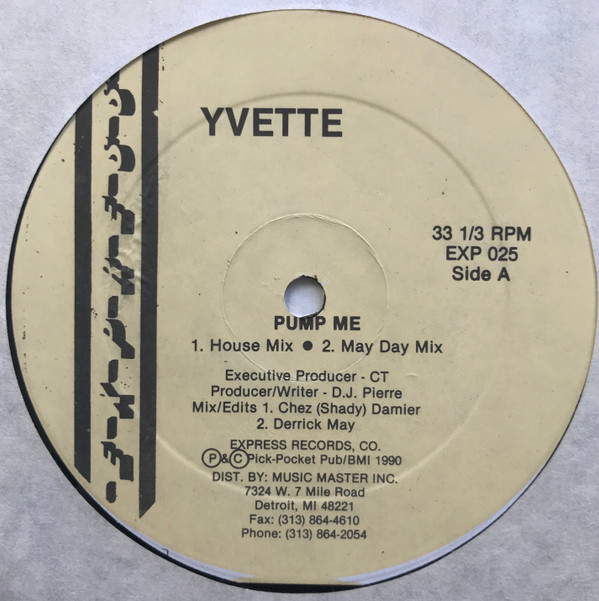 YVETTE
33 1/3 RPM
EXP 025
Side A
PUMP ME
1. House Mix ● 2. May Day Mix
Executive Producer - CT
Producer/Writer - D.J. Pierre
Mix/Edits 1. Chez (Shady) Damier
2. Derrick May
EXPRESS RECORDS, CO.
Ⓟ&ⒸPick-Pocket Pub/BMI 1990
DIST. BY: MUSIC MASTER INC.
7324 W. 7 Mile Road
Detroit, MI 48221
Fax: (313) 864-4610
Phone: (313) 864-2054